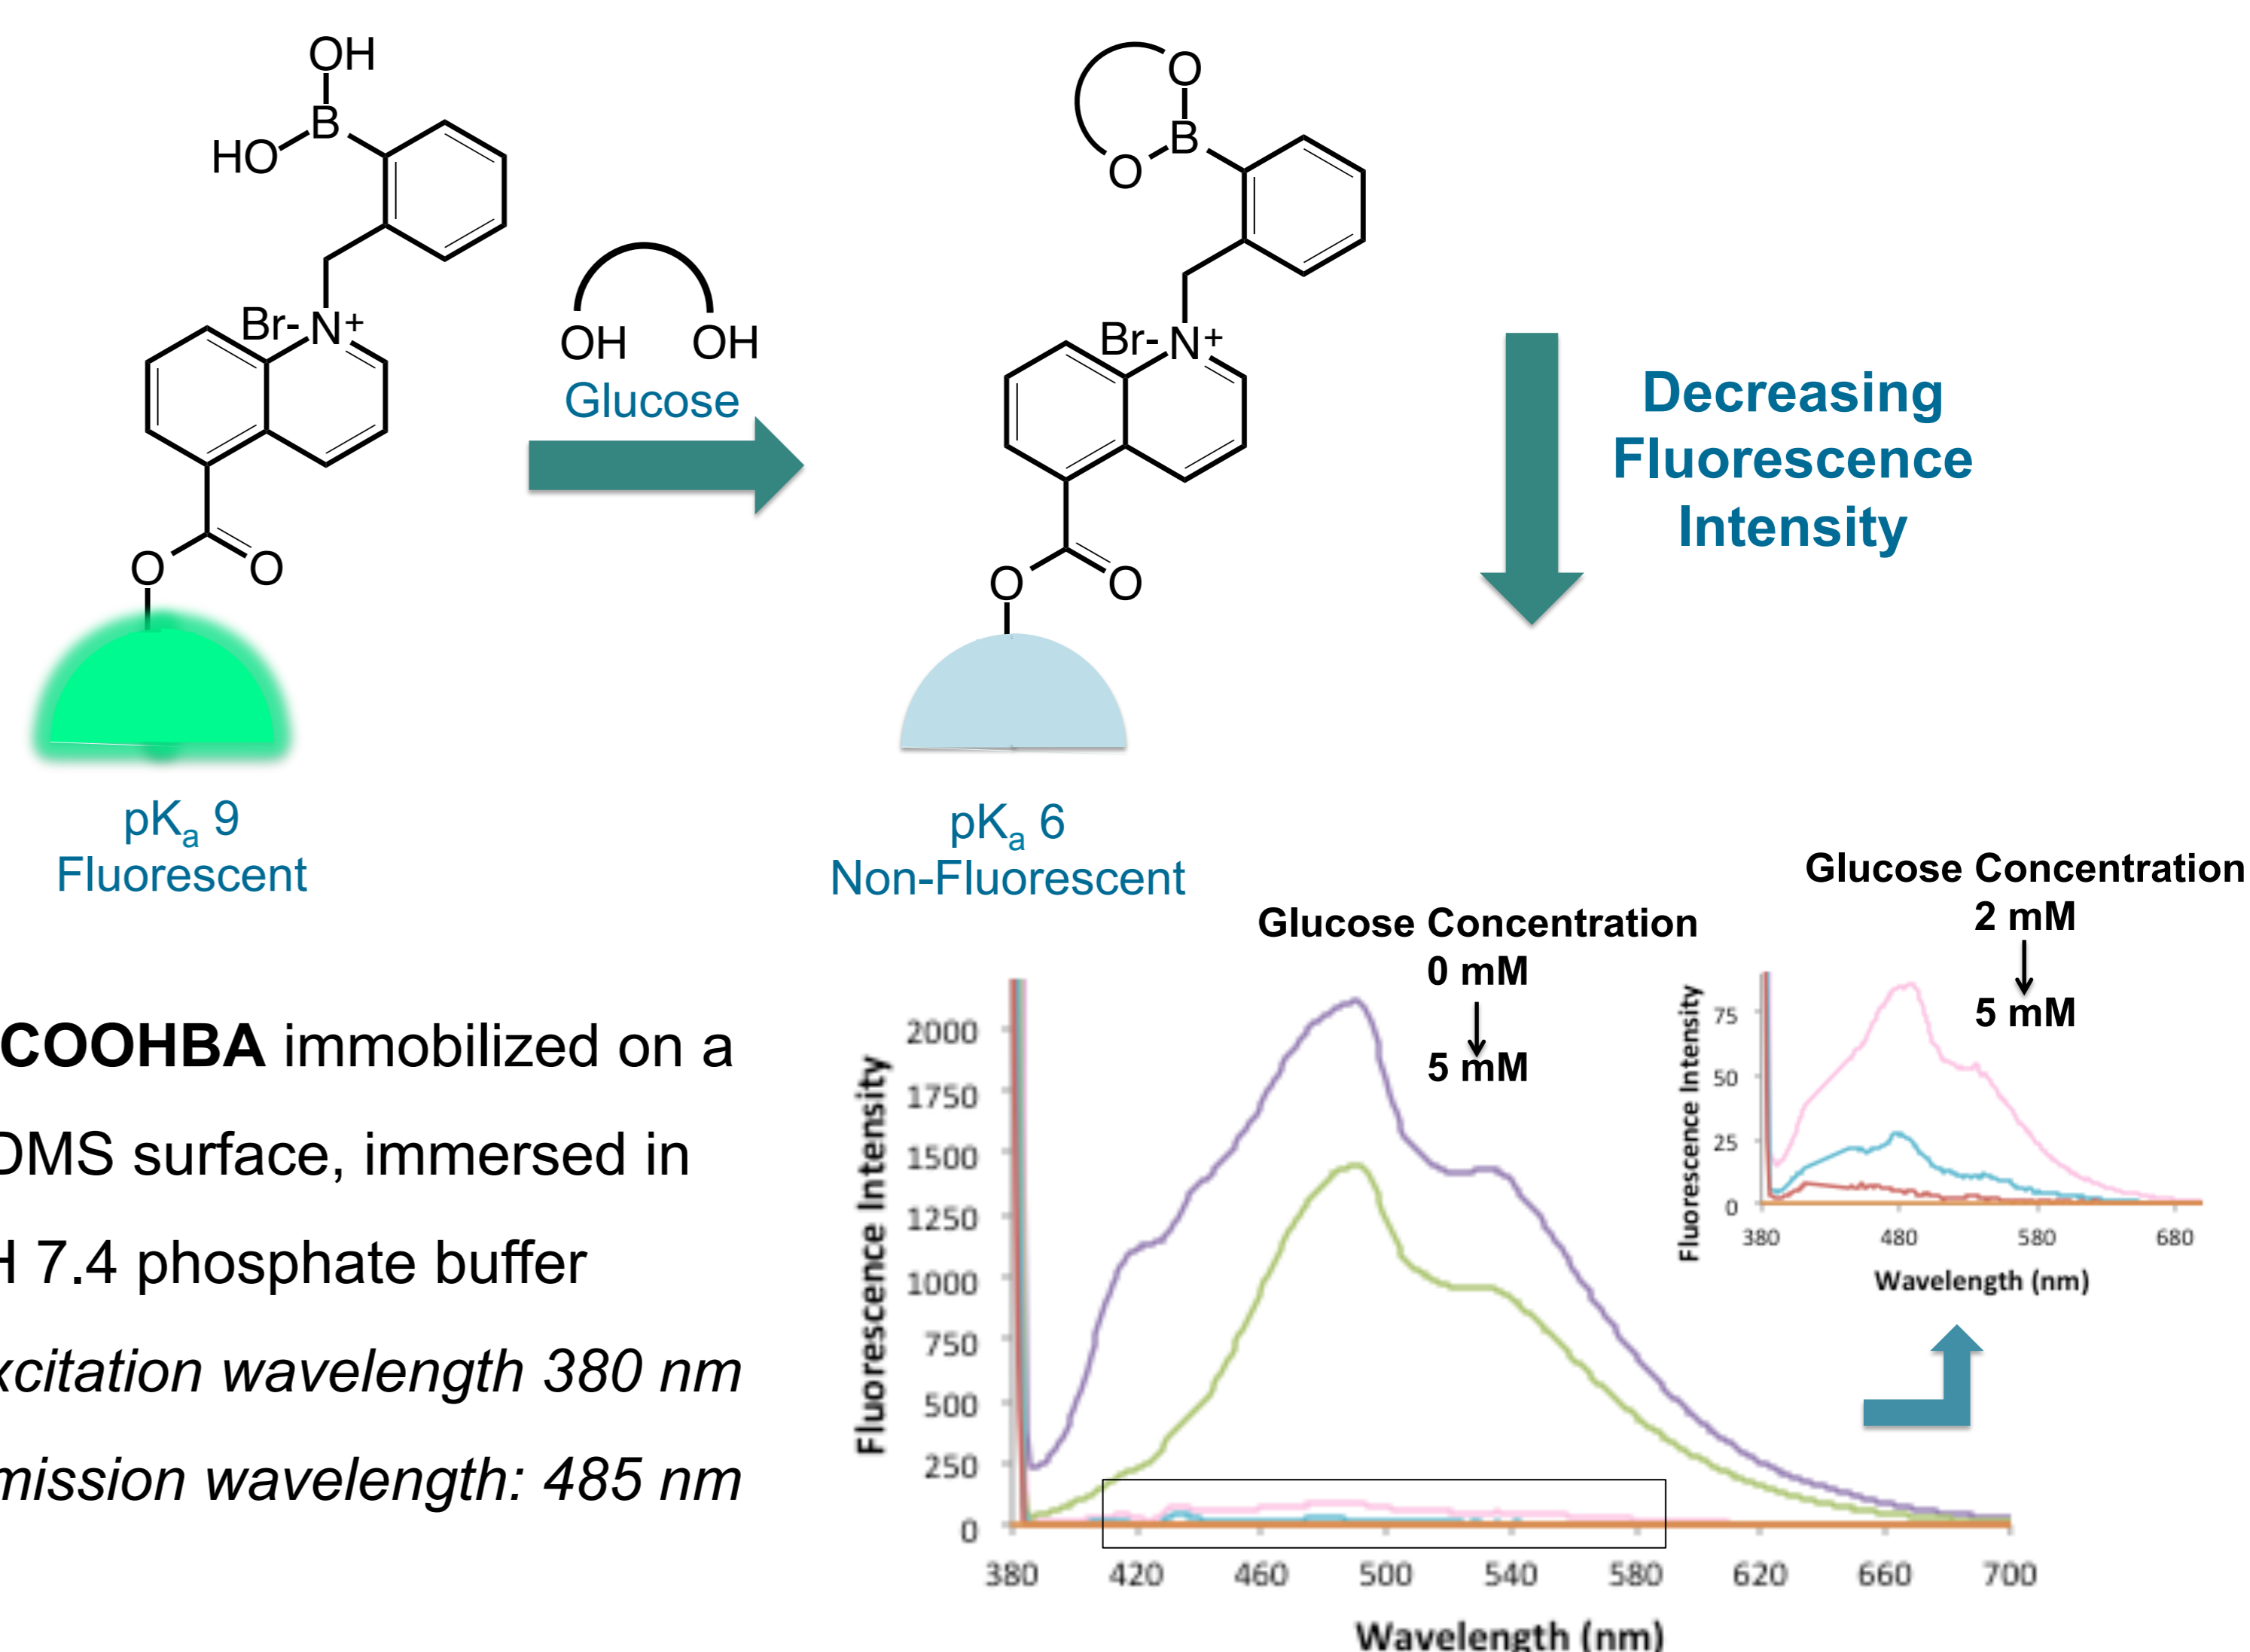 OH
B
HO
Br- N+
O
O
OH OH
Glucose
O
B
O
Br- N+
O
O
Decreasing
Fluorescence
Intensity
pKa 9
Fluorescent
pKa 6
Non-Fluorescent
COOHBA immobilized on a
DMS surface, immersed in
H 7.4 phosphate buffer
xcitation wavelength 380 nm
mission wavelength: 485 nm
Glucose Concentration
0 mM
5 mM
Fluorescence Intensity
2000
1750
1500
1250
1000
750
500
250
0
380 420 460 500 540 580 620 660 700
Wavelength (nm)
Glucose Concentration
2 mM
5 mM
Fluorescence Intensity
75
50
25
0
380 480 580 680
Wavelength (nm)